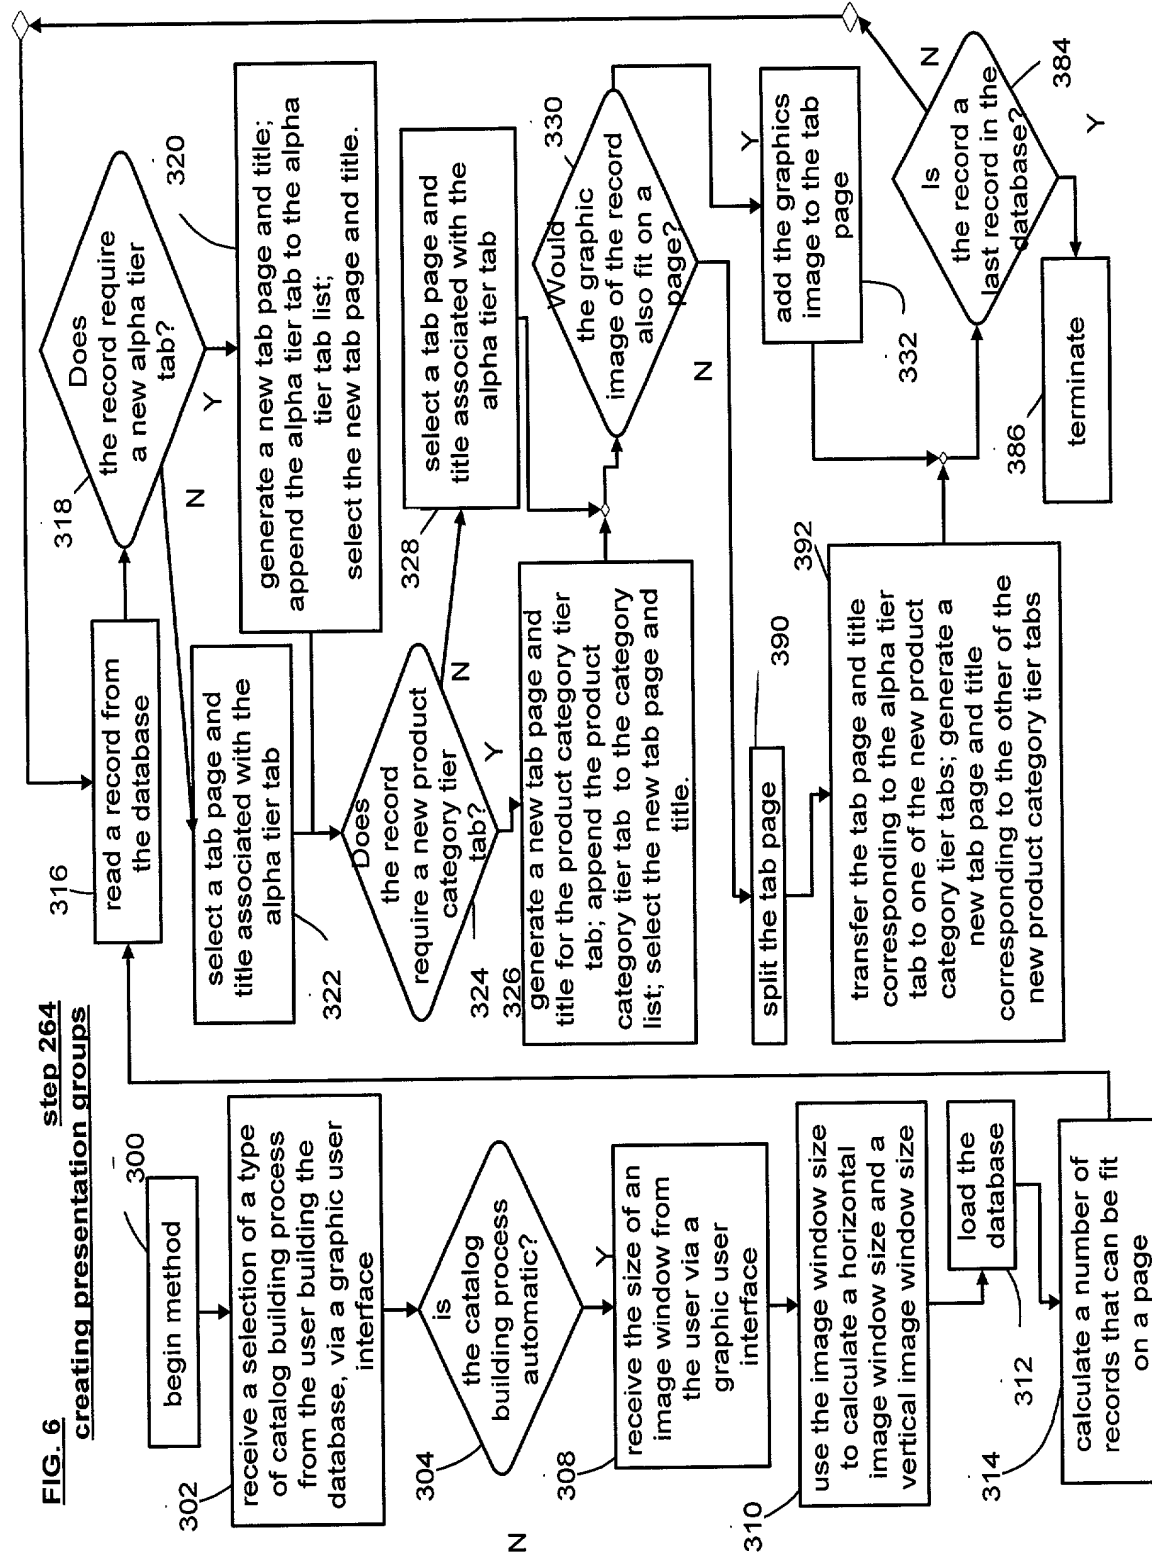 FIG. 6 step 264
creating presentation groups
300
begin method
302
receive a selection of a type
of catalog building process
from the user building the
database, via a graphic user
interface
304
is
the catalog
building process
automatic?
N
Y
308
receive the size of an
image window from
the user via a
graphic user
interface
310
use the image window size
to calculate a horizontal
image window size and a
vertical image window size
load the
database
312
314
calculate a number of
records that can be fit
on a page
316
read a record from
the database
318
Does
the record require
a new alpha tier
tab?
N
Y
320
generate a new tab page and title;
append the alpha tier tab to the alpha
tier tab list;
select the new tab page and title.
select a tab page and
title associated with the
alpha tier tab
322
Does
the record
require a new product
category tier
tab?
324
N
Y
326
generate a new tab page and
title for the product category tier
tab; append the product
category tier tab to the category
list; select the new tab page and
title.
328
select a tab page and
title associated with the
alpha tier tab
330
Would
the graphic
image of the record
also fit on a
page?
N
Y
add the graphics
image to the tab
page
332
390
split the tab page
392
transfer the tab page and title
corresponding to the alpha tier
tab to one of the new product
category tier tabs; generate a
new tab page and title
corresponding to the other of the
new product category tier tabs
Is
the record a
last record in the
database?
384
N
Y
386
terminate